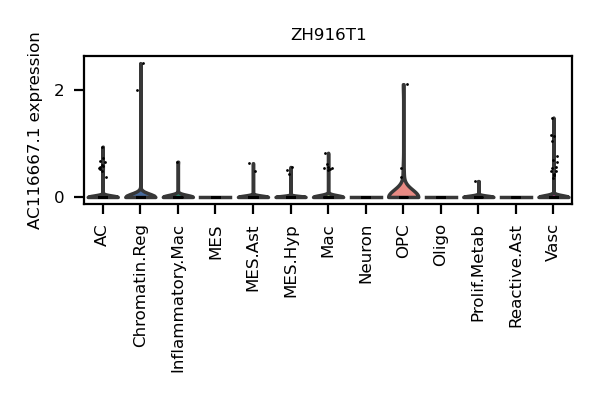 ZH916T1
AC116667.1 expression
2
0
AC
Chromatin.Reg
Inflammatory.Mac
MES
MES.Ast
MES.Hyp
Mac
Neuron
OPC
Oligo
Prolif.Metab
Reactive.Ast
Vasc